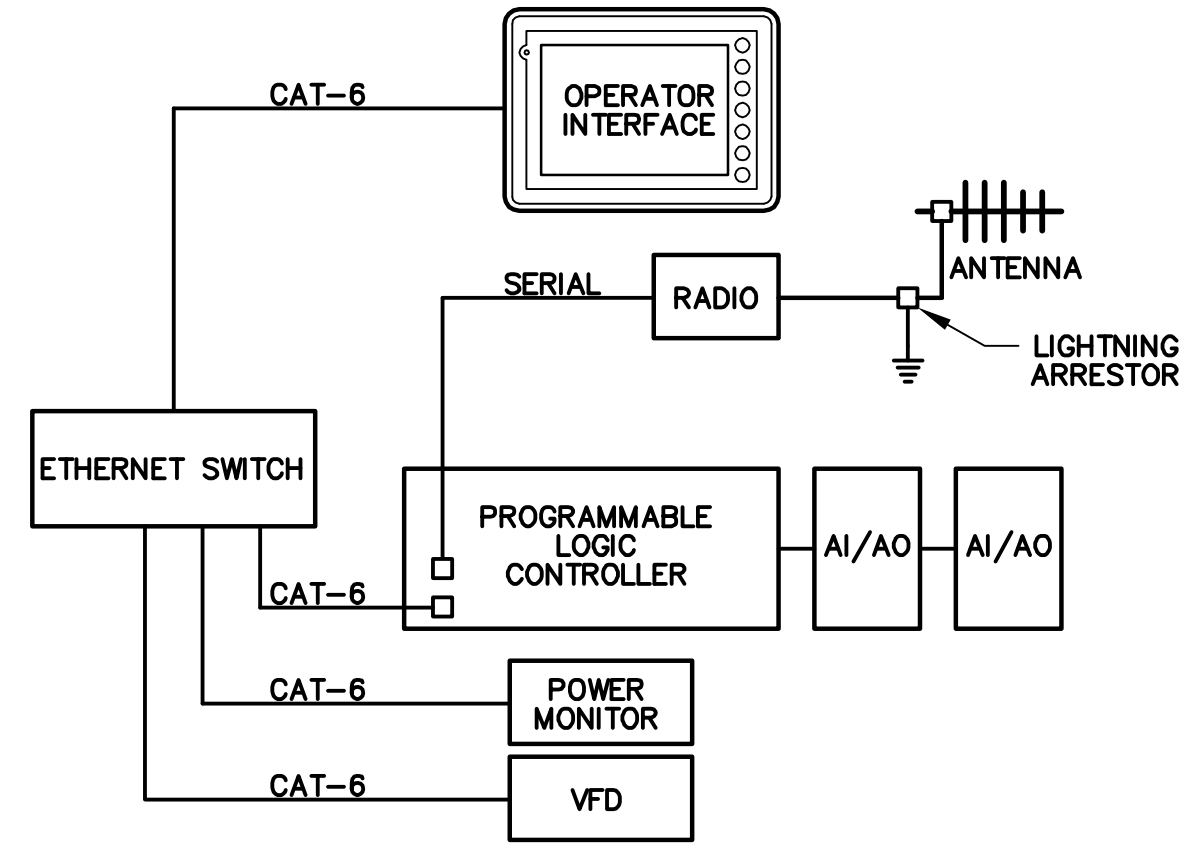 CAT-6
OPERATOR
INTERFACE
ANTENNA
SERIAL
RADIO
LIGHTNING
ARRESTOR
ETHERNET SWITCH
PROGRAMMABLE
LOGIC
CONTROLLER
AI/AO
AI/AO
CAT-6
CAT-6
POWER
MONITOR
CAT-6
VFD